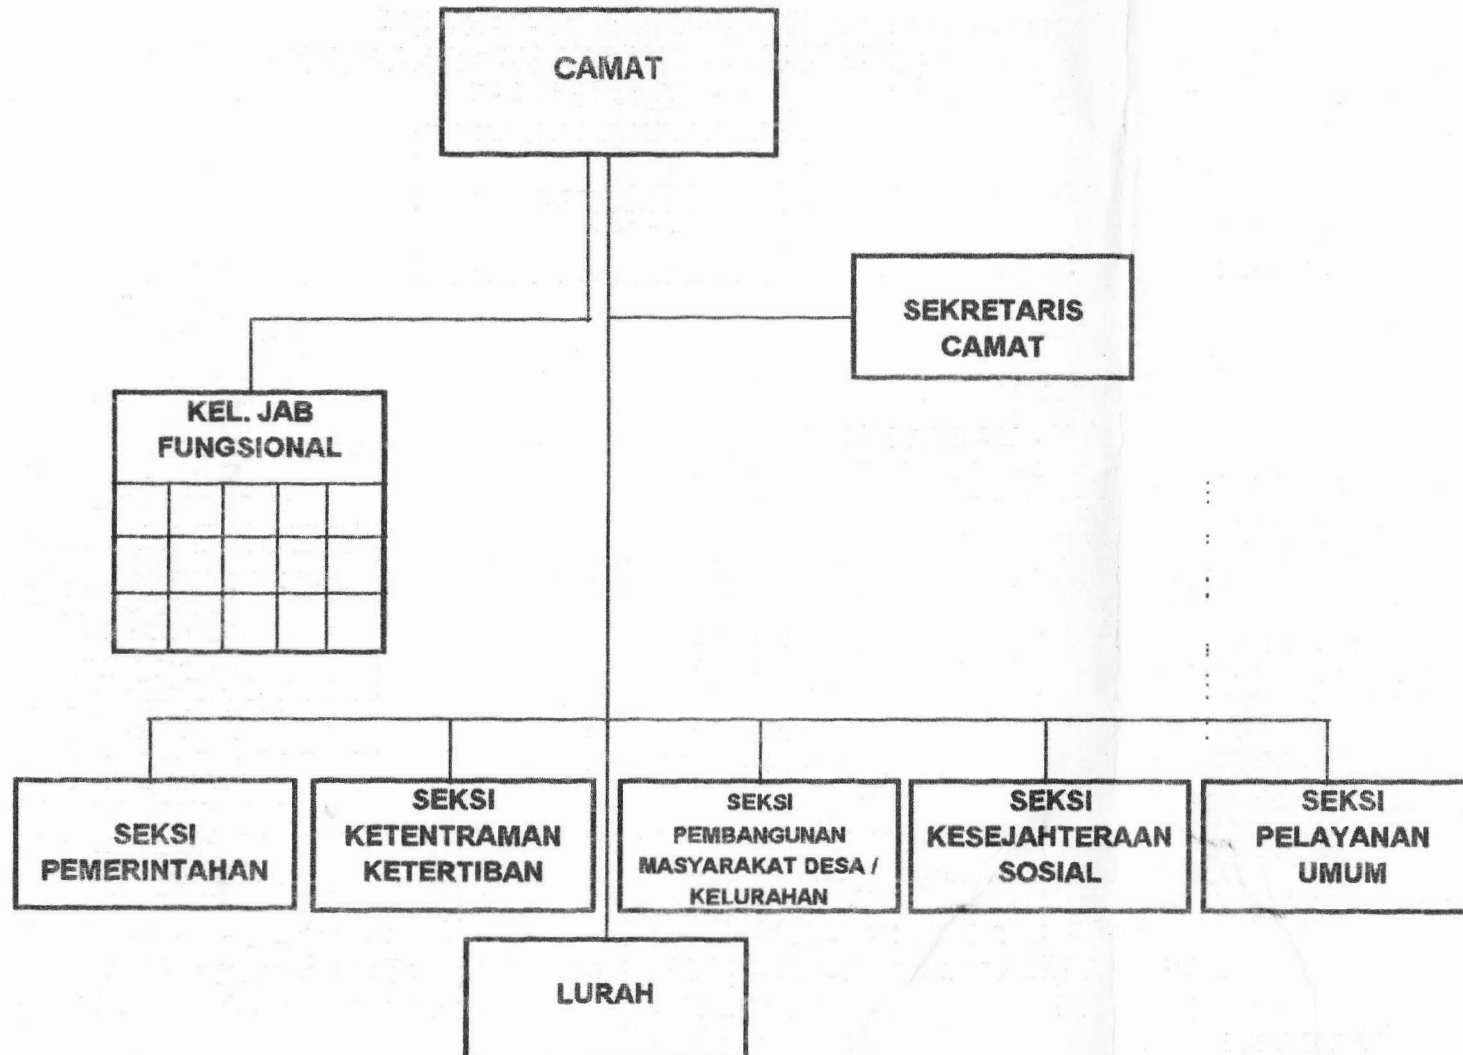 CAMAT
SEKRETARIS
CAMAT
KEL. JAB
FUNGSIONAL
SEKSI
PEMERINTAHAN
SEKSI
KETENTRAMAN
KETERTIBAN
SEKSI
PEMBANGUNAN
MASYARAKAT DESA /
KELURAHAN
SEKSI
KESEJAHTERAAN
SOSIAL
SEKSI
PELAYANAN
UMUM
LURAH